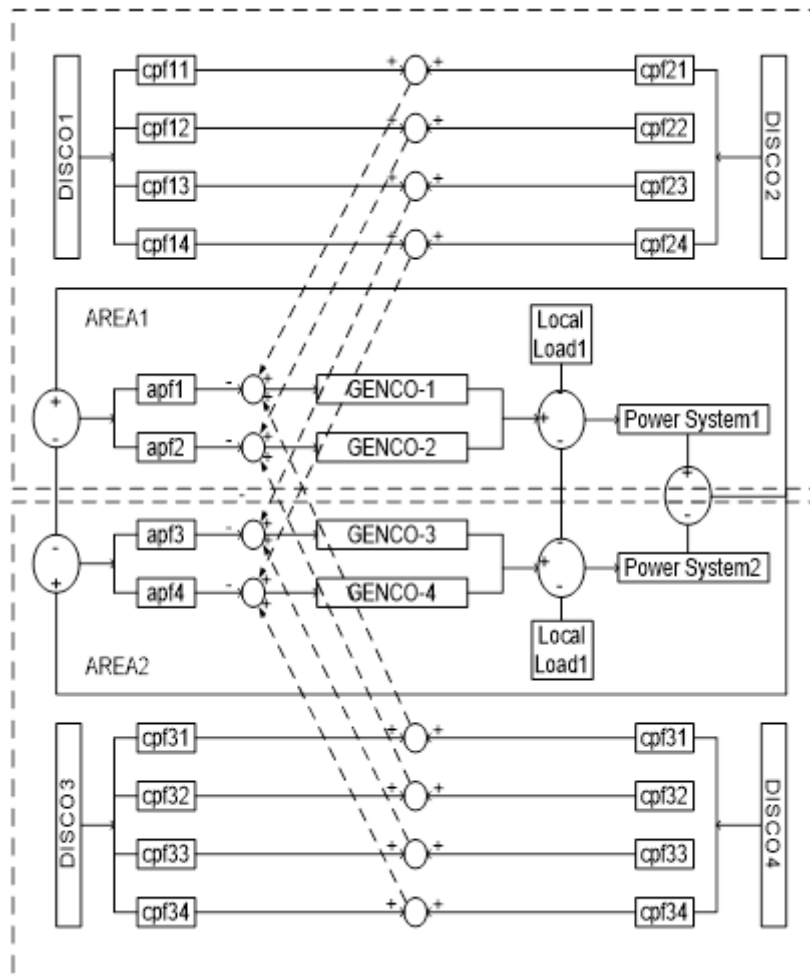 DISCO1
cpf11
+
+
cpf21
DISCO2
cpf12
+
+
cpf22
cpf13
+
+
cpf23
cpf14
+
+
cpf24
AREA1
Local
Load1
+
-
apf1
-
+
+
GENCO-1
+
-
Power System1
apf2
-
+
+
GENCO-2
+
-
-
-
+
apf3
-
+
+
GENCO-3
-
+
-
Power System2
apf4
-
+
+
GENCO-4
Local
Load1
AREA2
DISCO3
cpf31
+
+
cpf31
DISCO4
cpf32
+
+
cpf32
cpf33
+
+
cpf33
cpf34
+
+
cpf34